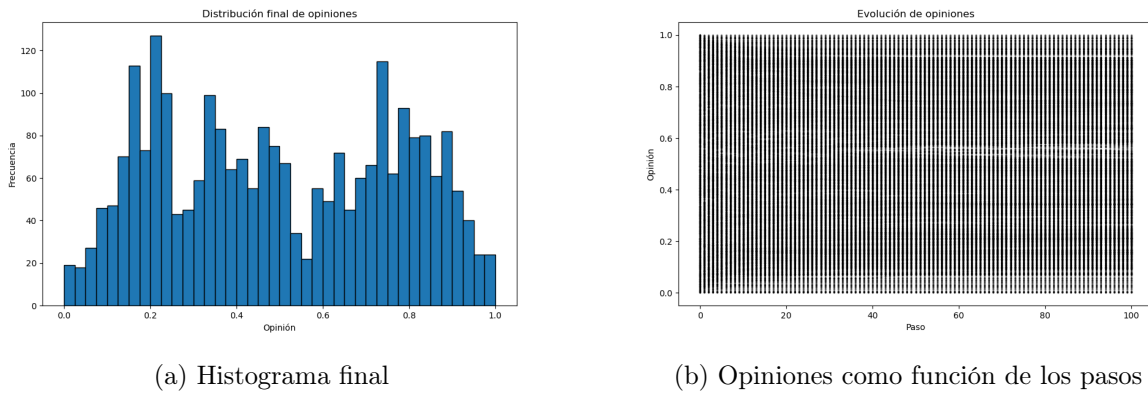 Distribución final de opiniones
Frecuencia
120
100
80
60
40
20
0
0.0 0.2 0.4 0.6 0.8 1.0
Opinión
(a) Histograma final
Evolución de opiniones
Opinión
1.0
0.8
0.6
0.4
0.2
0.0
0 20 40 60 80 100
Paso
(b) Opiniones como función de los pasos